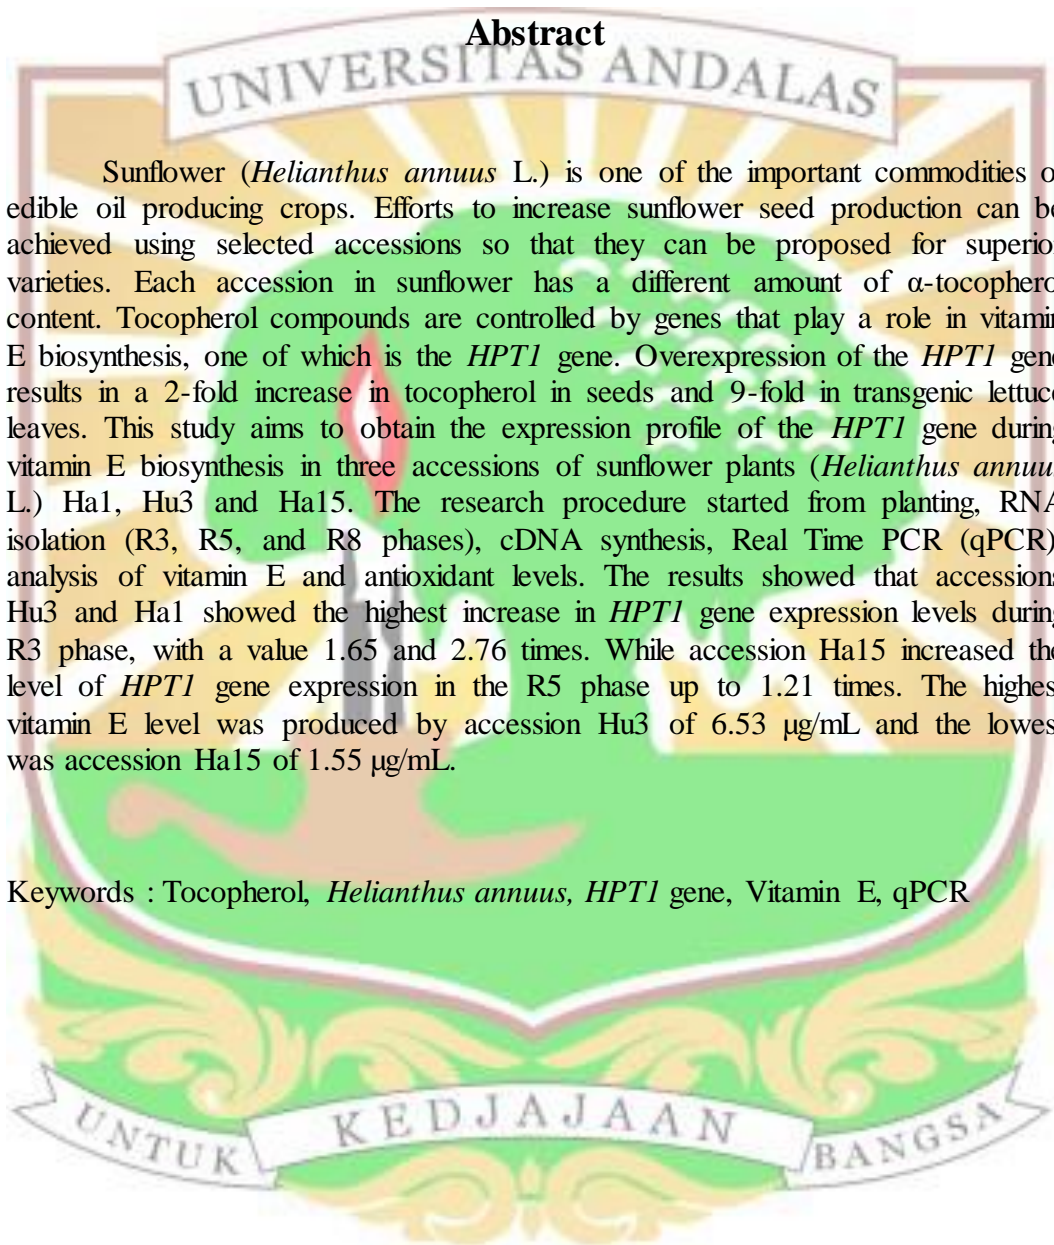 Abstract
UNIVERSITAS ANDALAS
Sunflower (Helianthus annuus L.) is one of the important commodities o
edible oil producing crops. Efforts to increase sunflower seed production can be
achieved using selected accessions so that they can be proposed for superio
varieties. Each accession in sunflower has a different amount of α-tocophero
content. Tocopherol compounds are controlled by genes that play a role in vitamin
E biosynthesis, one of which is the HPT1 gene. Overexpression of the HPT1 gene
results in a 2-fold increase in tocopherol in seeds and 9-fold in transgenic lettuce
leaves. This study aims to obtain the expression profile of the HPT1 gene during
vitamin E biosynthesis in three accessions of sunflower plants (Helianthus annuu
L.) Ha1, Hu3 and Ha15. The research procedure started from planting, RNA
isolation (R3, R5, and R8 phases), cDNA synthesis, Real Time PCR (qPCR)
analysis of vitamin E and antioxidant levels. The results showed that accessions
Hu3 and Ha1 showed the highest increase in HPT1 gene expression levels during
R3 phase, with a value 1.65 and 2.76 times. While accession Ha15 increased the
level of HPT1 gene expression in the R5 phase up to 1.21 times. The highes
vitamin E level was produced by accession Hu3 of 6.53 µg/mL and the lowes
was accession Ha15 of 1.55 µg/mL.
Keywords : Tocopherol, Helianthus annuus, HPT1 gene, Vitamin E, qPCR
UNTUK KEDJAJAAN BANGSA